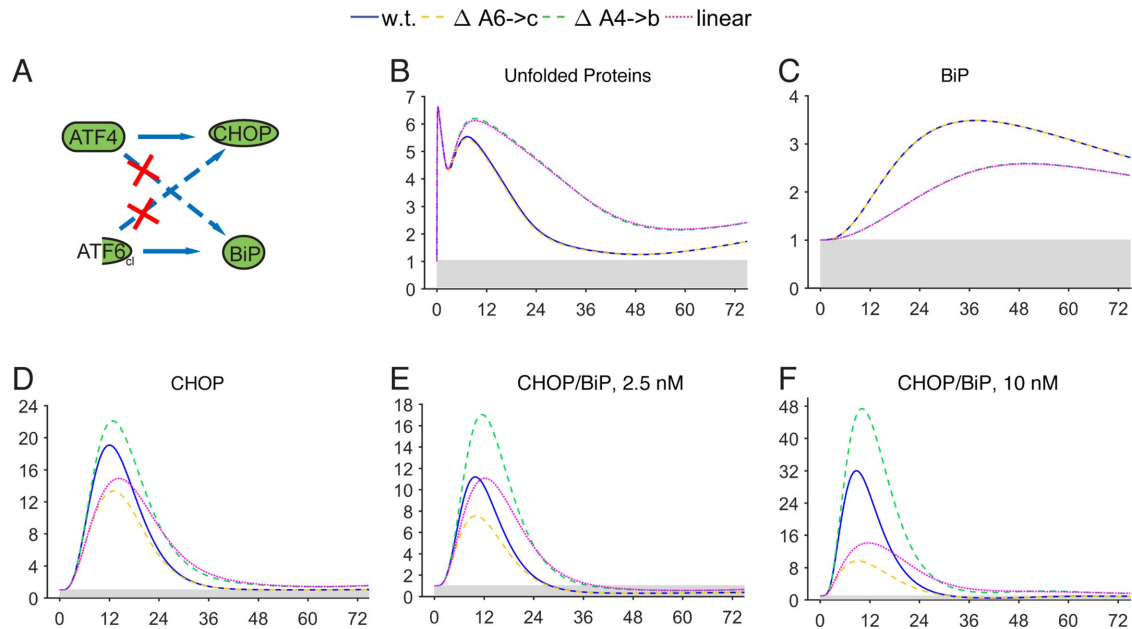 w.t. Δ A6->c Δ A4->b linear
A
ATF4
CHOP
ATF6cl
BiP
B
Unfolded Proteins
7
6
5
4
3
2
1
0
0 12 24 36 48 60 72
C
BiP
4
3
2
1
0
0 12 24 36 48 60 72
D
CHOP
24
20
16
12
8
4
0
0 12 24 36 48 60 72
E
CHOP/BiP, 2.5 nM
18
16
14
12
10
8
6
4
2
0
0 12 24 36 48 60 72
F
CHOP/BiP, 10 nM
48
40
32
24
16
8
0
0 12 24 36 48 60 72